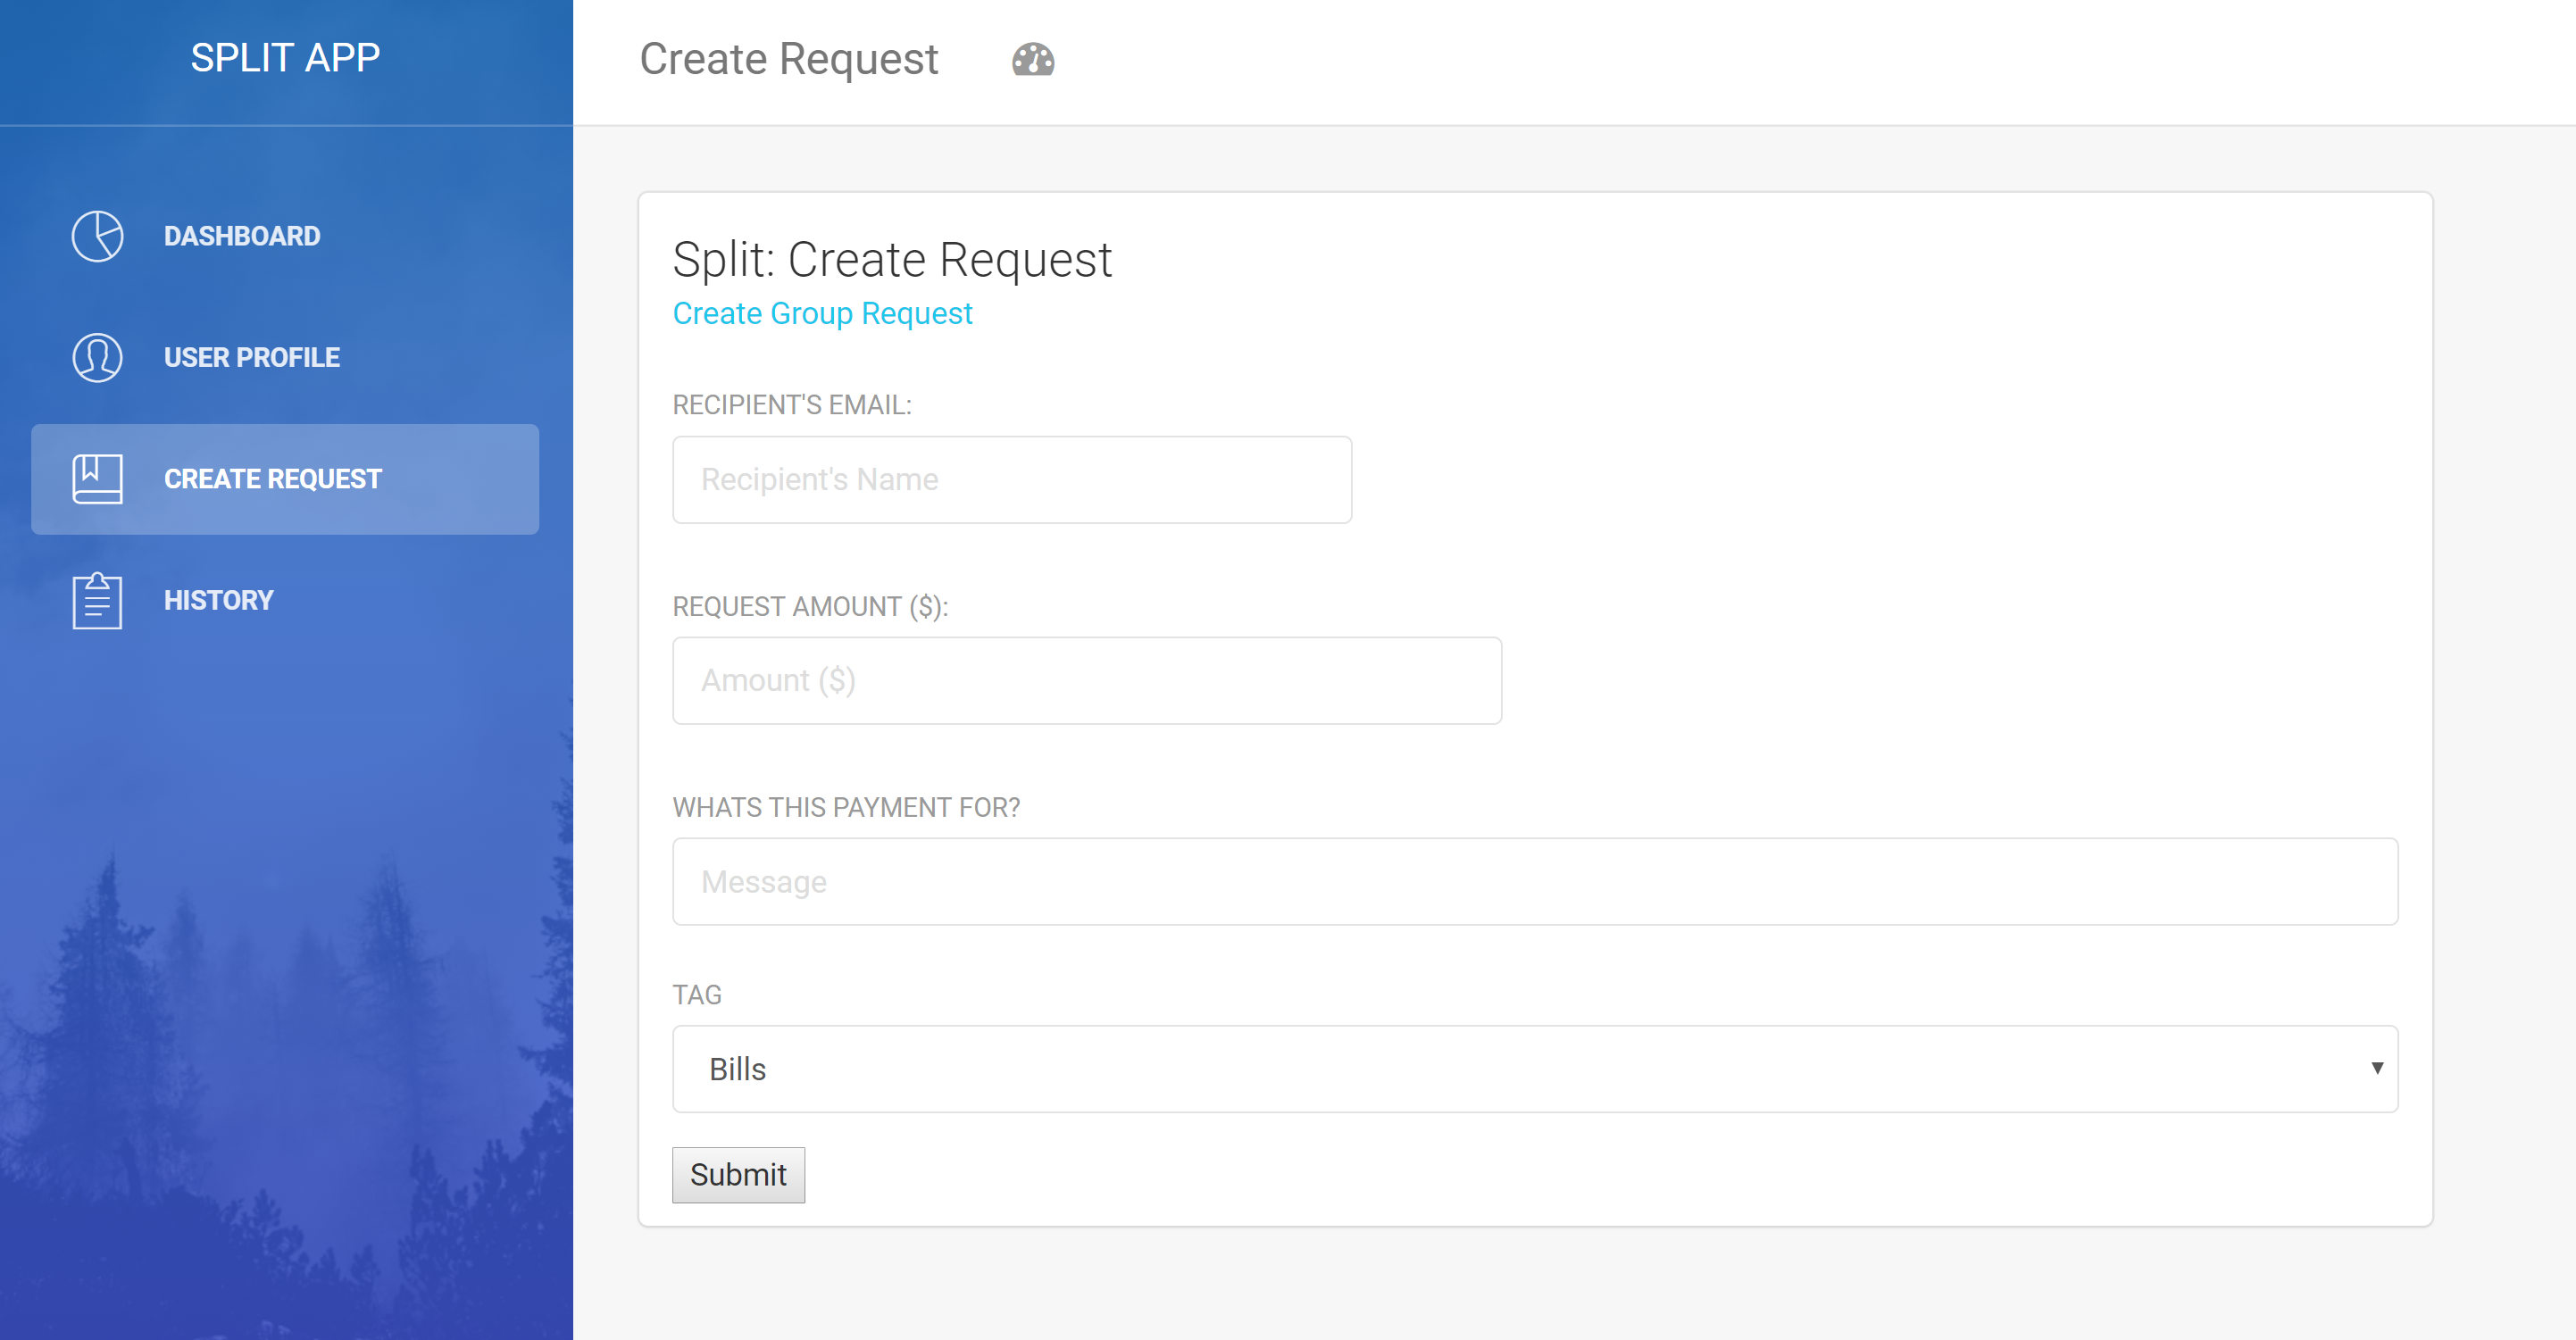 SPLIT APP
DASHBOARD
USER PROFILE
CREATE REQUEST
HISTORY
Create Request
Split: Create Request
Create Group Request
RECIPIENT'S EMAIL:
Recipient's Name
REQUEST AMOUNT ($):
Amount ($)
WHATS THIS PAYMENT FOR?
Message
TAG
Bills
Submit